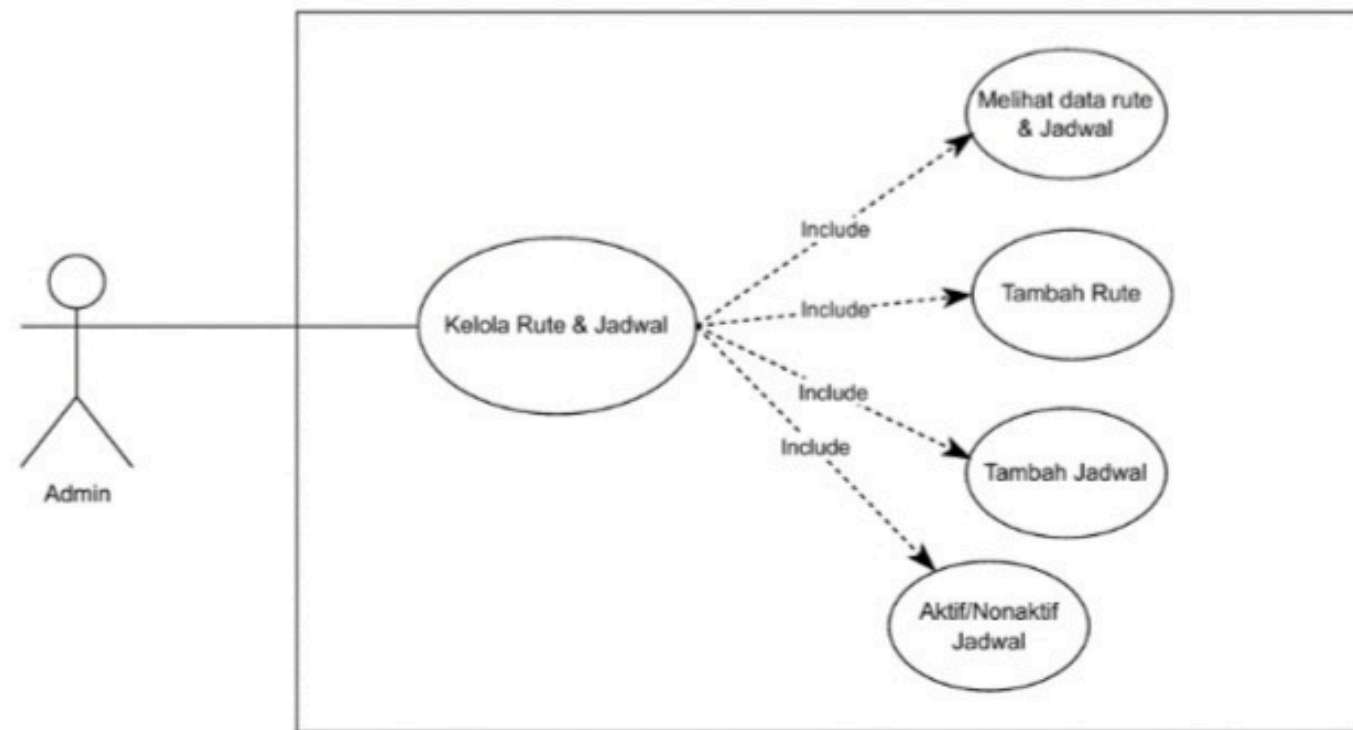 Melihat data rute
& Jadwal
Include
Tambah Rute
Include
Kelola Rute & Jadwal
Include
Tambah Jadwal
Include
Admin
Aktif/Nonaktif
Jadwal